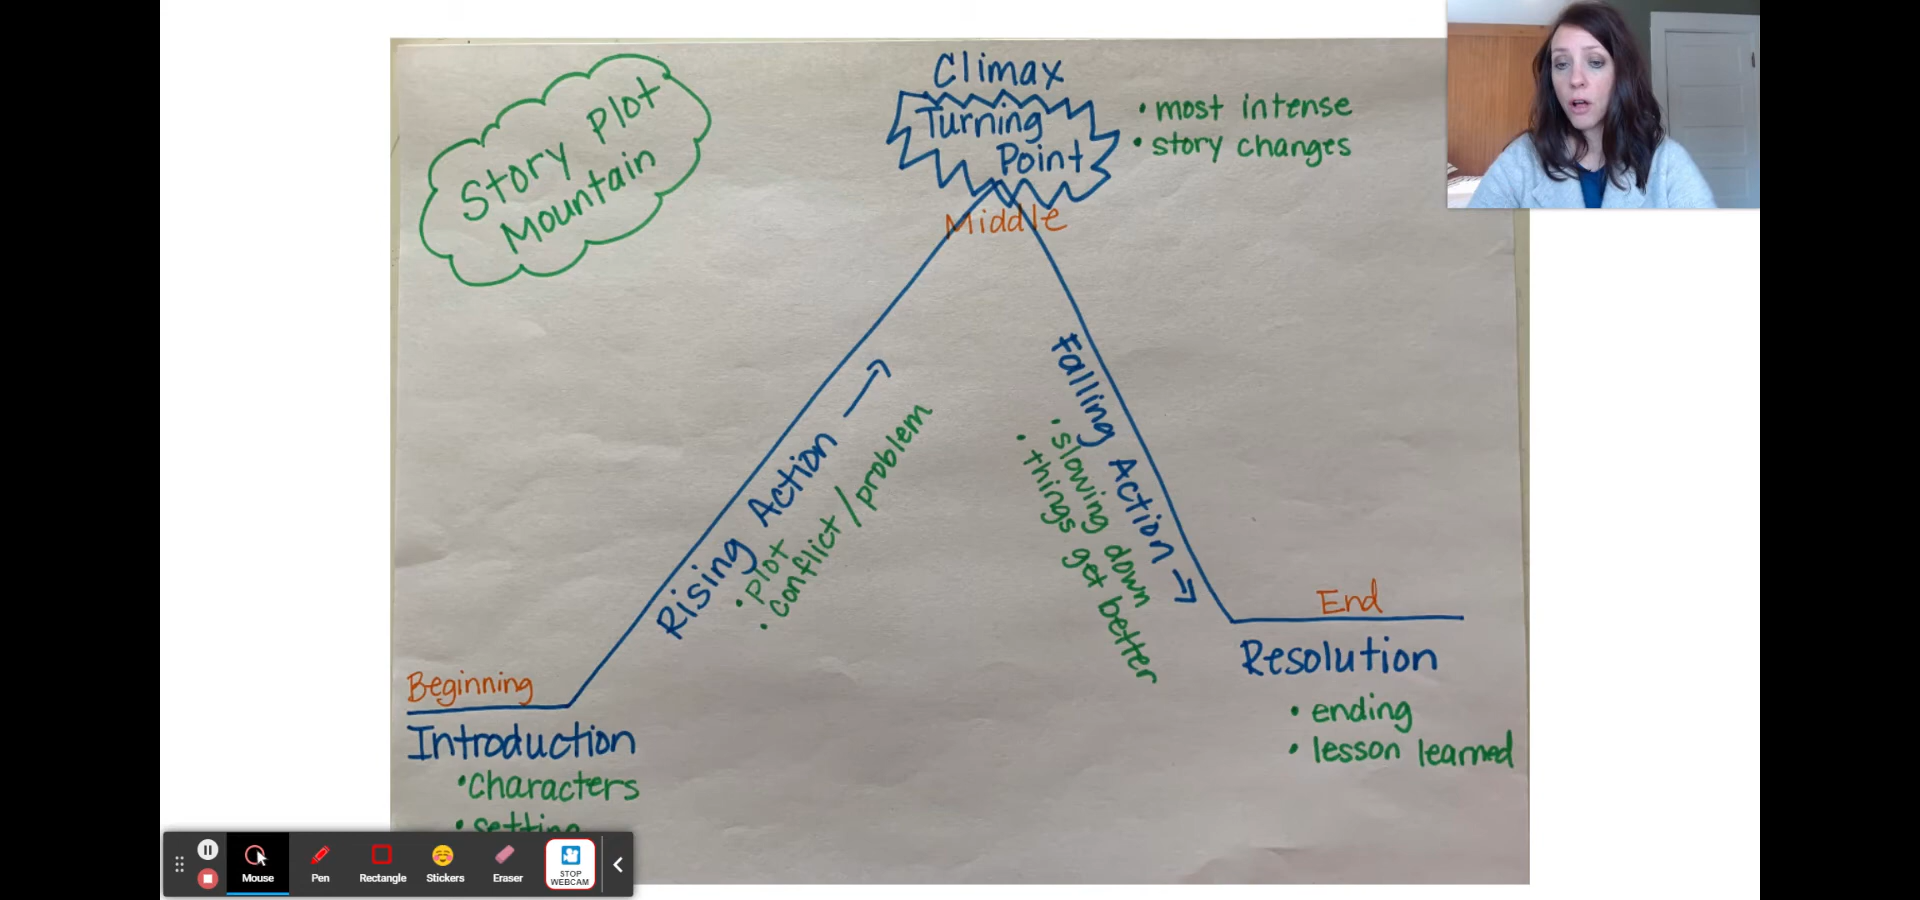 Story Plot
Mountain
Climax
Turning
Point
• most intense
• story changes
Middle
Rising Action
• plot
• conflict/problem
Falling Action
• slowing down
• things get better
Beginning
Introduction
• Characters
• setting
End
Resolution
• ending
• lesson learned
Mouse
Pen
Rectangle
Stickers
Eraser
STOP
WEBCAM